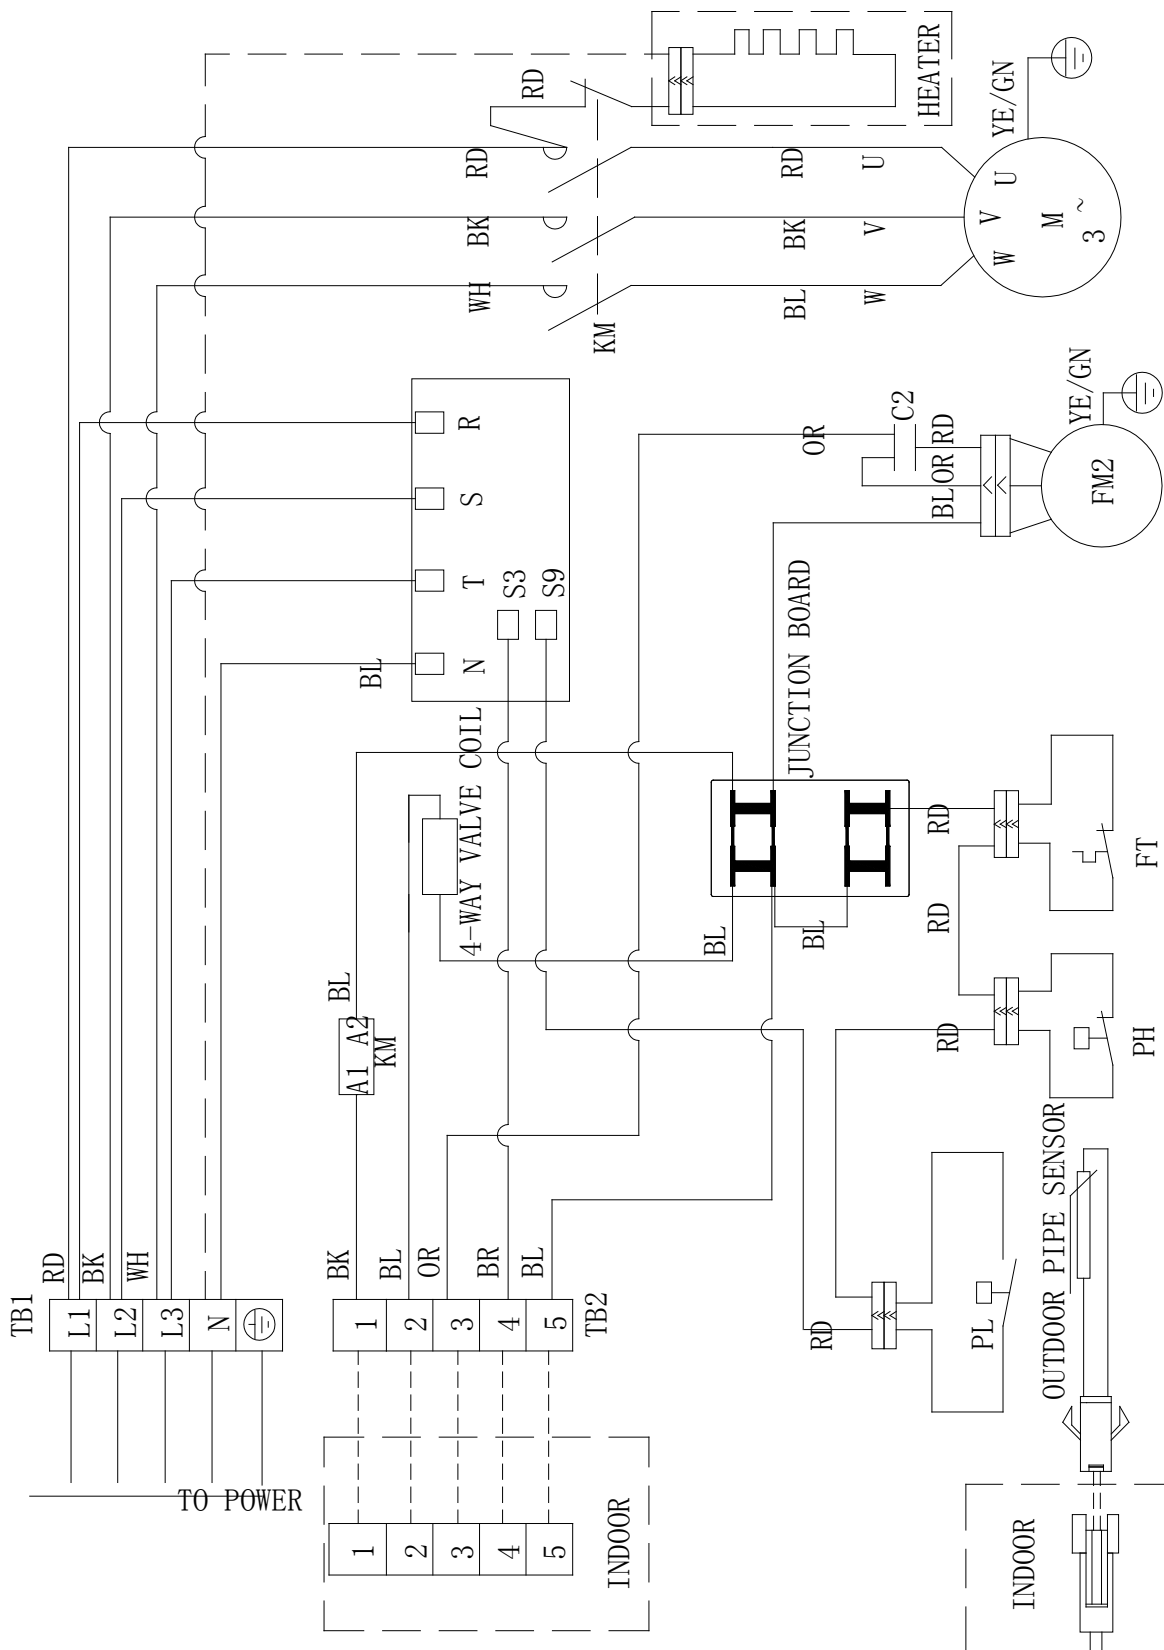 TB1
L1
L2
L3
N
RD
BK
WH
TO POWER
RD
BK
WH
RD
KM
RD
BK
BL
U
V
W
HEATER
YE/GN
U
V
W
M
3 ~
R
S
T
N
S3
S9
BL
4-WAY VALVE COIL
BL
A1 A2
KM
BK
BL
OR
BR
BL
1
2
3
4
5
TB2
1
2
3
4
5
INDOOR
OR
C2
RD
OR
BL
YE/GN
FM2
JUNCTION BOARD
BL
BL
RD
RD
FT
RD
PH
RD
PL
OUTDOOR PIPE SENSOR
INDOOR